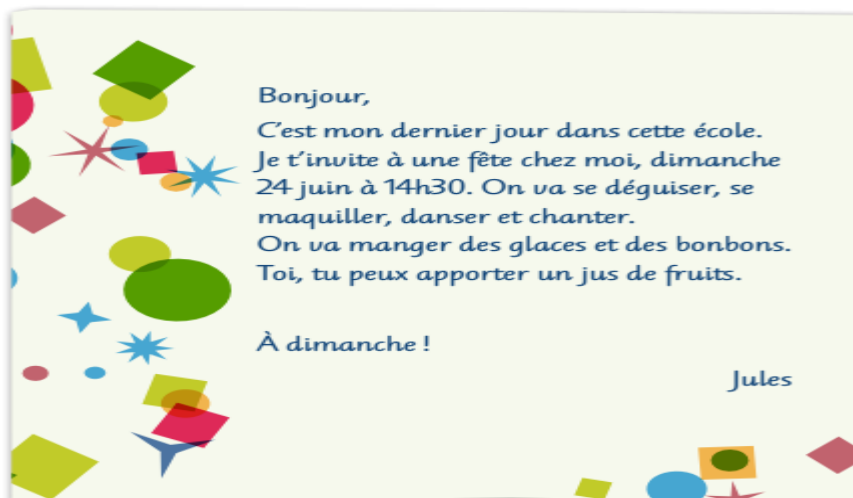 Bonjour,
C'est mon dernier jour dans cette école.
Je t'invite à une fête chez moi, dimanche
24 juin à 14h30. On va se déguiser, se
maquiller, danser et chanter.
On va manger des glaces et des bonbons.
Toi, tu peux apporter un jus de fruits.
À dimanche !
Jules